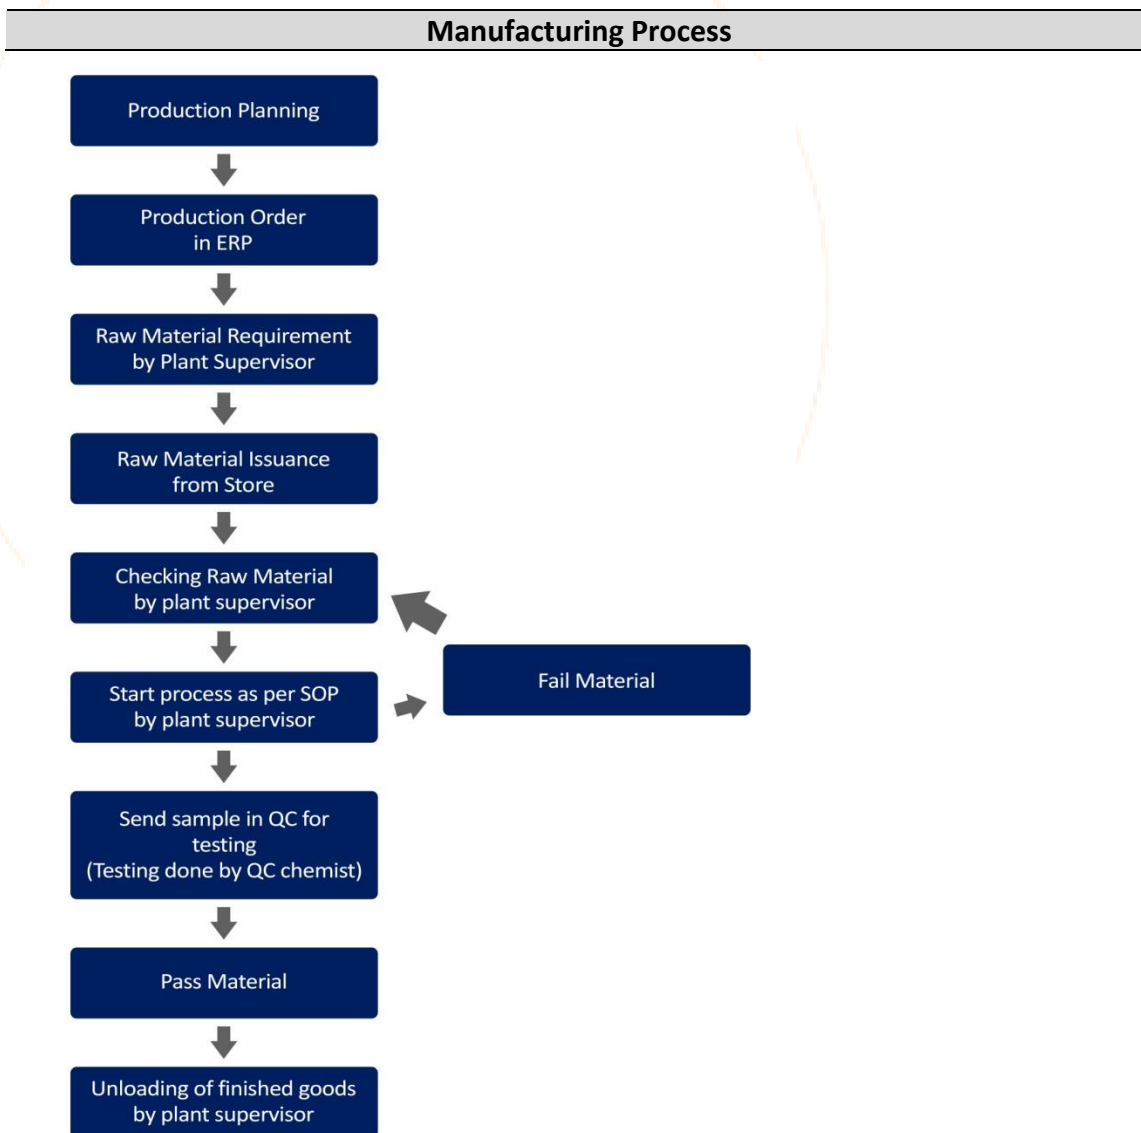 Manufacturing Process
Production Planning
Production Order
in ERP
Raw Material Requirement
by Plant Supervisor
Raw Material Issuance
from Store
Checking Raw Material
by plant supervisor
Fail Material
Start process as per SOP
by plant supervisor
Send sample in QC for
testing
(Testing done by QC chemist)
Pass Material
Unloading of finished goods
by plant supervisor